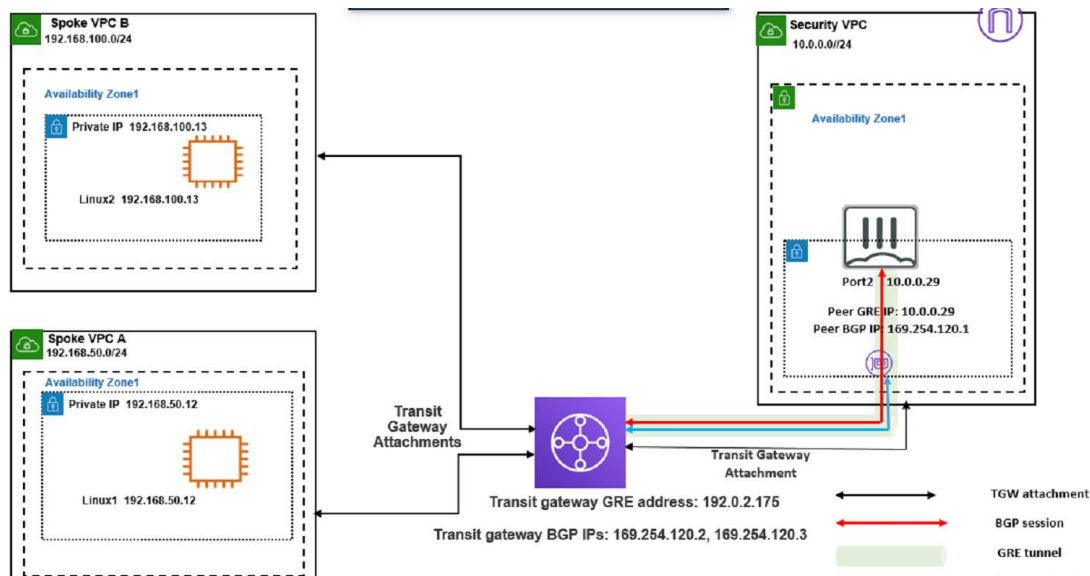 Spoke VPC B
192.168.100.0/24
Availability Zone1
Private IP 192.168.100.13
Linux2 192.168.100.13
Spoke VPC A
192.168.50.0/24
Availability Zone1
Private IP 192.168.50.12
Linux1 192.168.50.12
Transit
Gateway
Attachments
Security VPC
10.0.0.0//24
Availability Zone1
Port2 10.0.0.29
Peer GRE IP: 10.0.0.29
Peer BGP IP: 169.254.120.1
Transit Gateway
Attachment
Transit gateway GRE address: 192.0.2.175
Transit gateway BGP IPs: 169.254.120.2, 169.254.120.3
TGW attachment
BGP session
GRE tunnel